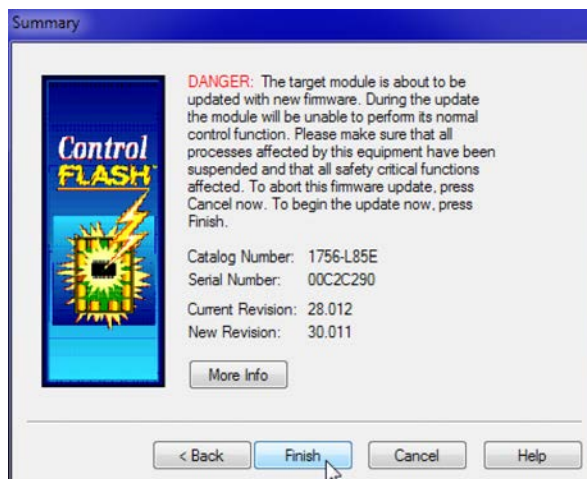 Summary
Control
FLASH
DANGER: The target module is about to be
updated with new firmware. During the update
the module will be unable to perform its normal
control function. Please make sure that all
processes affected by this equipment have been
suspended and that all safety critical functions
affected. To abort this firmware update, press
Cancel now. To begin the update now, press
Finish.
Catalog Number: 1756-L85E
Serial Number: 00C2C290
Current Revision: 28.012
New Revision: 30.011
More Info
< Back Finish Cancel Help